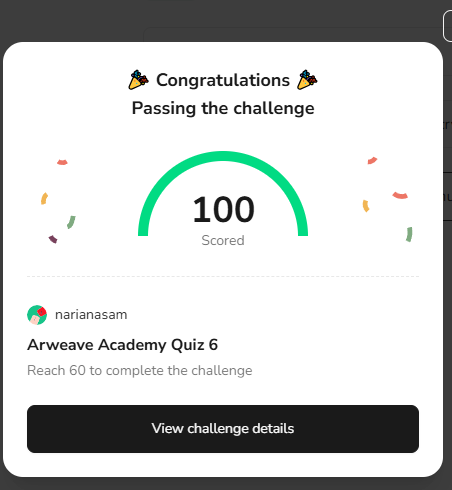 Congratulations
Passing the challenge
100
Scored
narianasam
Arweave Academy Quiz 6
Reach 60 to complete the challenge
View challenge details